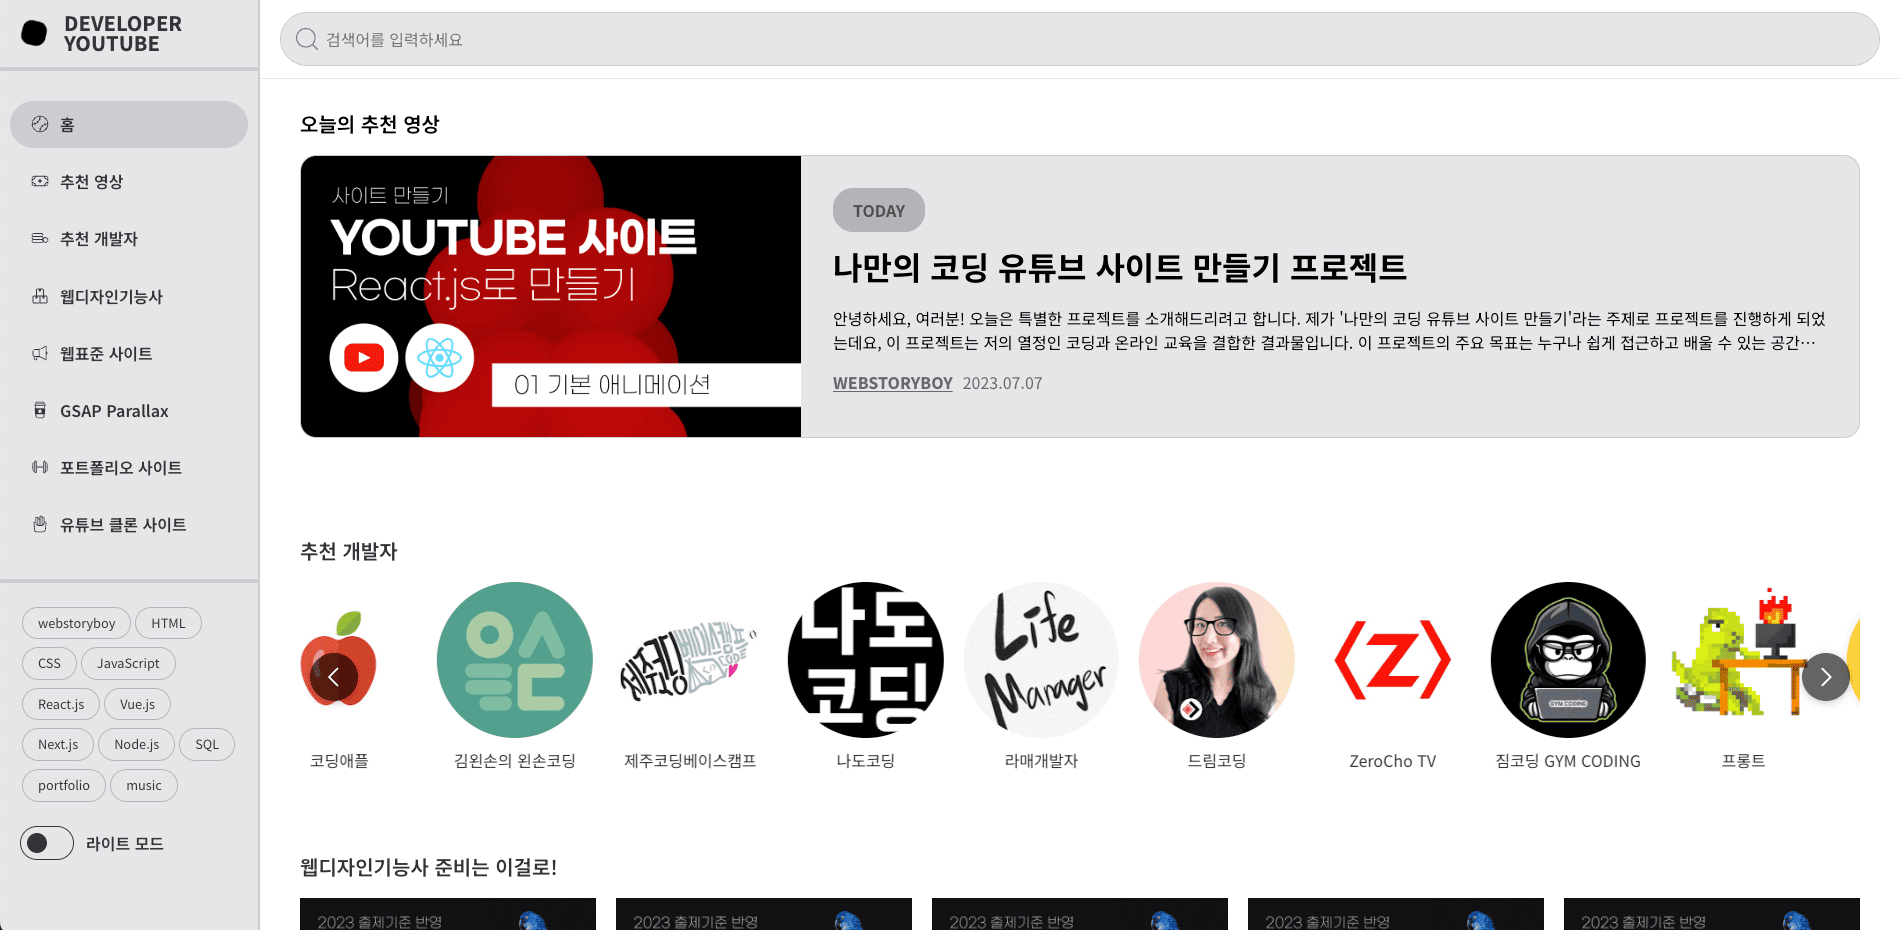 DEVELOPER
YOUTUBE
홈
추천 영상
추천 개발자
웹디자인기능사
웹표준 사이트
GSAP Parallax
포트폴리오 사이트
유튜브 클론 사이트
webstoryboy
HTML
CSS
JavaScript
React.js
Vue.js
Next.js
Node.js
SQL
portfolio
music
라이트 모드
검색어를 입력하세요
오늘의 추천 영상
사이트 만들기
YOUTUBE 사이트
React.js로 만들기
01 기본 애니메이션
TODAY
나만의 코딩 유튜브 사이트 만들기 프로젝트
안녕하세요, 여러분! 오늘은 특별한 프로젝트를 소개해드리려고 합니다. 제가 '나만의 코딩 유튜브 사이트 만들기'라는 주제로 프로젝트를 진행하게 되었
는데요, 이 프로젝트는 저의 열정인 코딩과 온라인 교육을 결합한 결과물입니다. 이 프로젝트의 주요 목표는 누구나 쉽게 접근하고 배울 수 있는 공간…
WEBSTORYBOY 2023.07.07
추천 개발자
나도
코딩
Life
Manager
GYM CODING
코딩애플
김왼손의 왼손코딩
제주코딩베이스캠프
나도코딩
라매개발자
드림코딩
ZeroCho TV
짐코딩 GYM CODING
프롱트
웹디자인기능사 준비는 이걸로!
2023 출제기준 반영
2023 출제기준 반영
2023 출제기준 반영
2023 출제기준 반영
2023 출제기준 반영